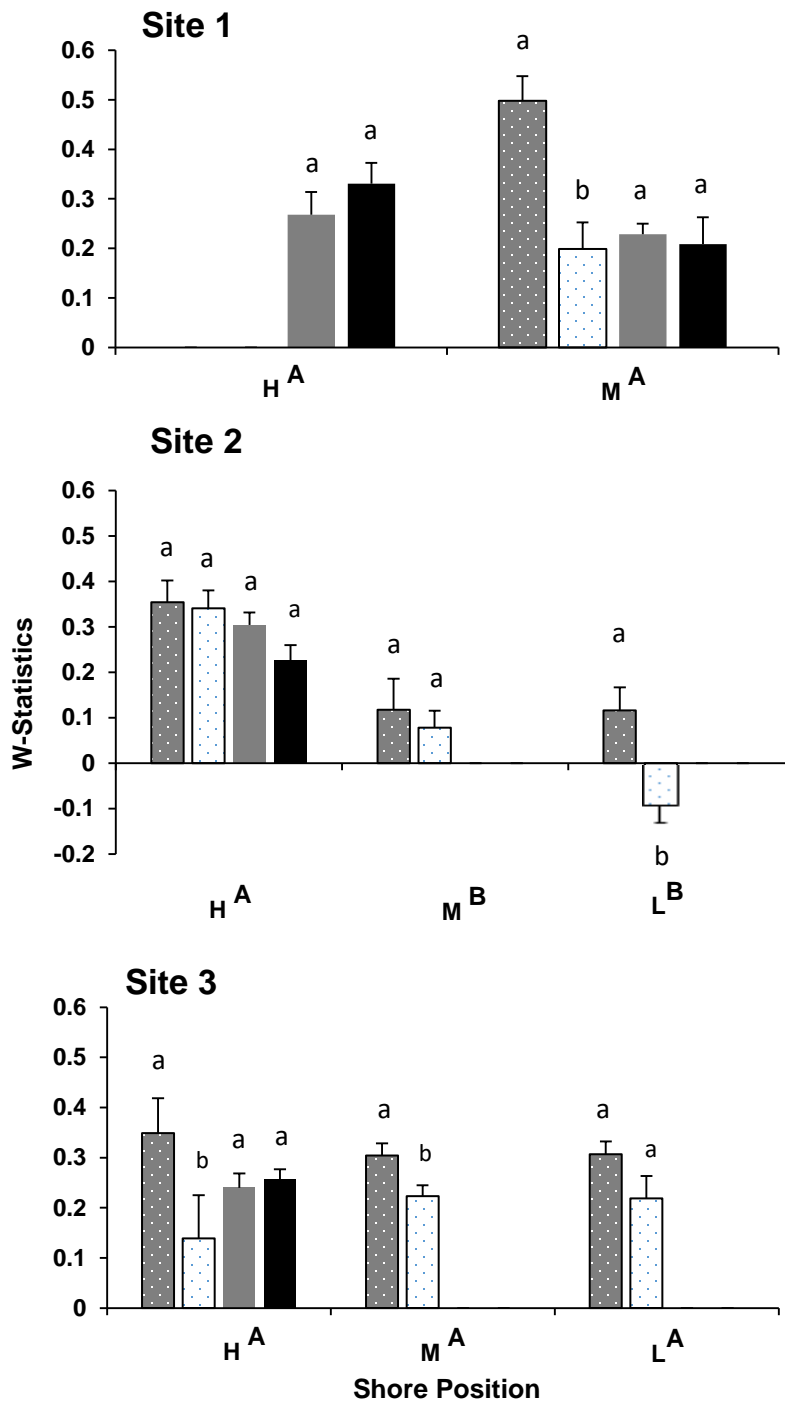 Site 1
0.6
0.5
0.4
0.3
0.2
0.1
0
a a a b a a
H A M A
Site 2
W-Statistics
0.6
0.5
0.4
0.3
0.2
0.1
0
-0.1
-0.2
a a a a a a a b
H A M B L B
Site 3
0.6
0.5
0.4
0.3
0.2
0.1
0
a b a a a b a a
H A M A L A
Shore Position